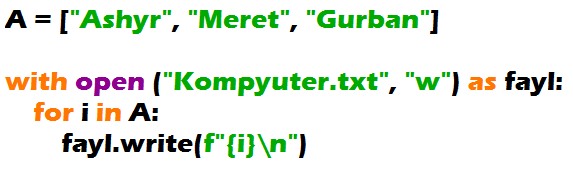 A = ["Ashyr", "Meret", "Gurban"]
with open ("Kompyuter.txt", "w") as fayl:
for i in A:
fayl.write(f"{i}\n")